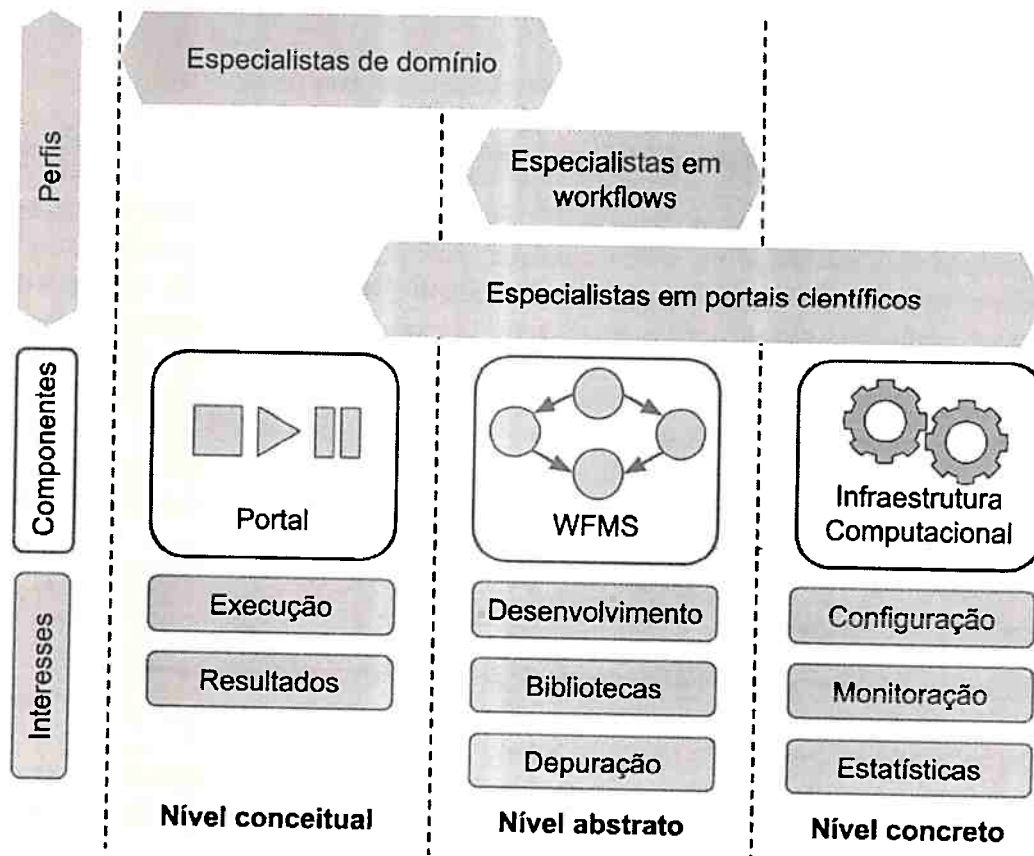 Especialistas de domínio
Perfis
Especialistas em
workflows
Especialistas em portais científicos
Componentes
Portal
WFMS
Infraestrutura
Computacional
Interesses
Execução
Desenvolvimento
Configuração
Resultados
Bibliotecas
Monitoração
Depuração
Estatísticas
Nível conceitual
Nível abstrato
Nível concreto